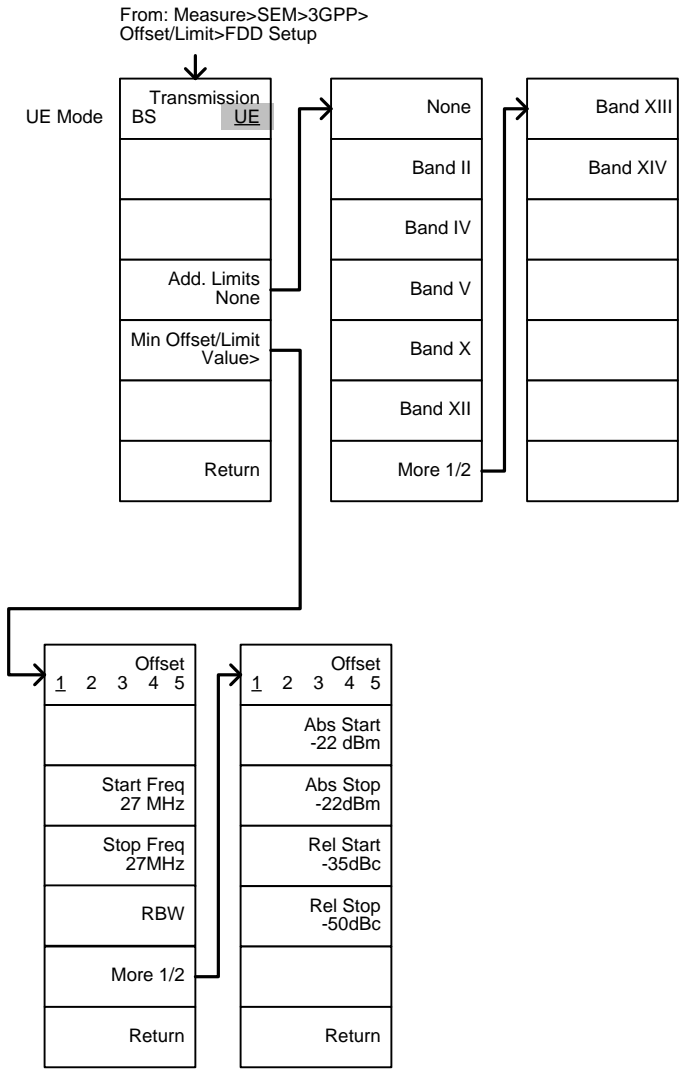 From: Measure>SEM>3GPP>
Offset/Limit>FDD Setup
UE Mode
Transmission
BS UE
Add. Limits
None
Min Offset/Limit
Value>
Return
None
Band II
Band IV
Band V
Band X
Band XII
More 1/2
Band XIII
Band XIV
Offset
1 2 3 4 5
Start Freq
27 MHz
Stop Freq
27MHz
RBW
More 1/2
Return
Offset
1 2 3 4 5
Abs Start
-22 dBm
Abs Stop
-22dBm
Rel Start
-35dBc
Rel Stop
-50dBc
Return